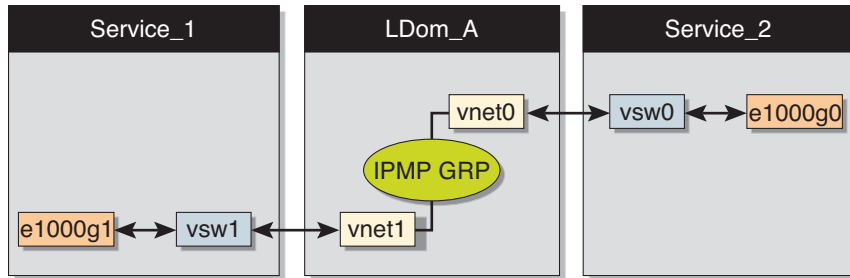 Service_1 LDom_A Service_2
vnet0 vsw0 e1000g0
IPMP GRP
e1000g1 vsw1 vnet1